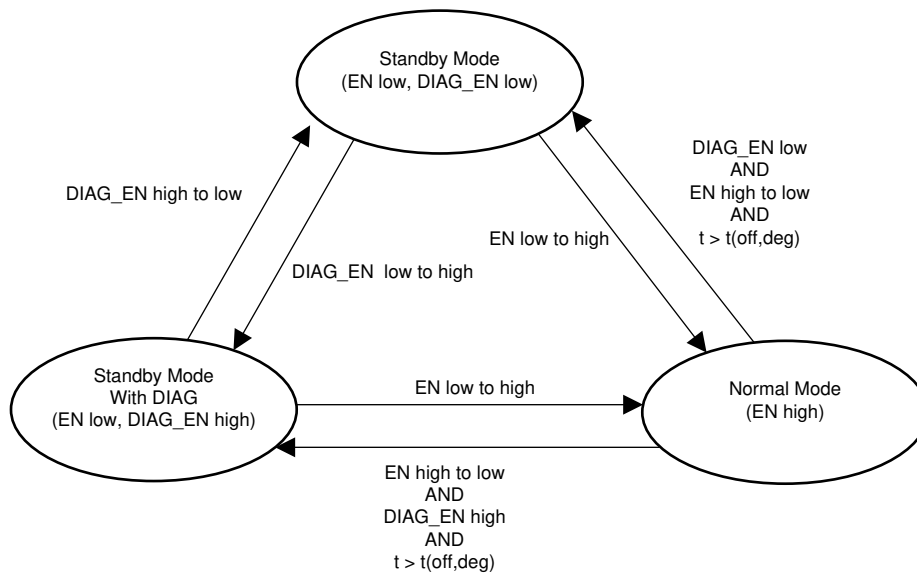 Standby Mode
(EN low, DIAG_EN low)
DIAG_EN high to low
DIAG_EN low to high
EN low to high
DIAG_EN low
AND
EN high to low
AND
t > t(off,deg)
Standby Mode
With DIAG
(EN low, DIAG_EN high)
EN low to high
Normal Mode
(EN high)
EN high to low
AND
DIAG_EN high
AND
t > t(off,deg)